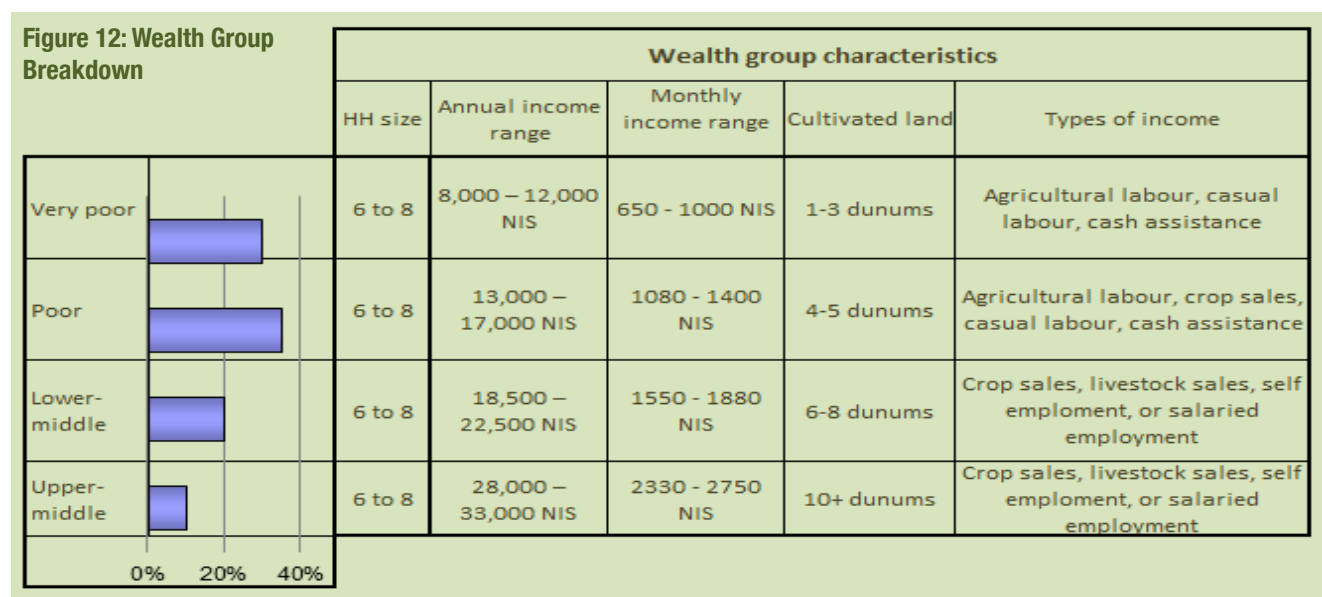 Figure 12: Wealth Group
Breakdown
Wealth group characteristics
HH size
Annual income
range
Monthly
income range
Cultivated land
Types of income
Very poor
6 to 8
8,000 – 12,000
NIS
650 - 1000 NIS
1-3 dunums
Agricultural labour, casual
labour, cash assistance
Poor
6 to 8
13,000 –
17,000 NIS
1080 - 1400
NIS
4-5 dunums
Agricultural labour, crop sales,
casual labour, cash assistance
Lower-
middle
6 to 8
18,500 –
22,500 NIS
1550 - 1880
NIS
6-8 dunums
Crop sales, livestock sales, self
emploment, or salaried
employment
Upper-
middle
6 to 8
28,000 –
33,000 NIS
2330 - 2750
NIS
10+ dunums
Crop sales, livestock sales, self
emploment, or salaried
employment
0% 20% 40%